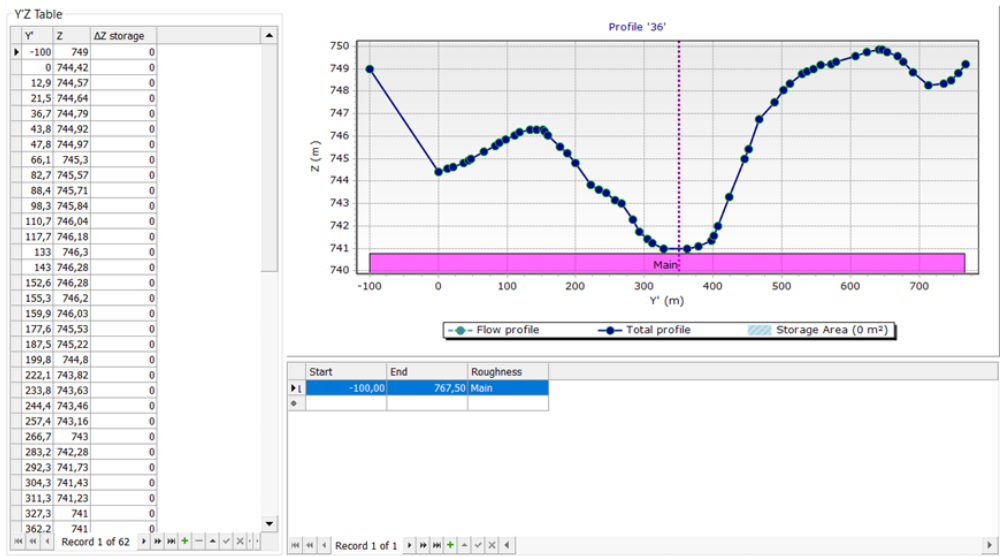 Y'Z Table
Y' Z ΔZ storage
-100 749 0
0 744,42 0
12,9 744,57 0
21,5 744,64 0
36,7 744,79 0
43,8 744,92 0
47,8 744,97 0
66,1 745,3 0
82,7 745,57 0
88,4 745,71 0
98,3 745,84 0
110,7 746,04 0
117,7 746,18 0
133 746,3 0
143 746,28 0
152,6 746,28 0
155,3 746,2 0
159,9 746,03 0
177,6 745,53 0
187,5 745,22 0
199,8 744,8 0
222,1 743,82 0
233,8 743,63 0
244,4 743,46 0
257,4 743,16 0
266,7 743 0
283,2 742,28 0
292,3 741,73 0
304,3 741,43 0
311,3 741,23 0
327,3 741 0
362,2 741 0
Record 1 of 62
Profile '36'
Z (m)
750
749
748
747
746
745
744
743
742
741
740
Main
-100 0 100 200 300 400 500 600 700
Y' (m)
Flow profile Total profile Storage Area (0 m²)
Start End Roughness
1 -100,00 767,50 Main
Record 1 of 1